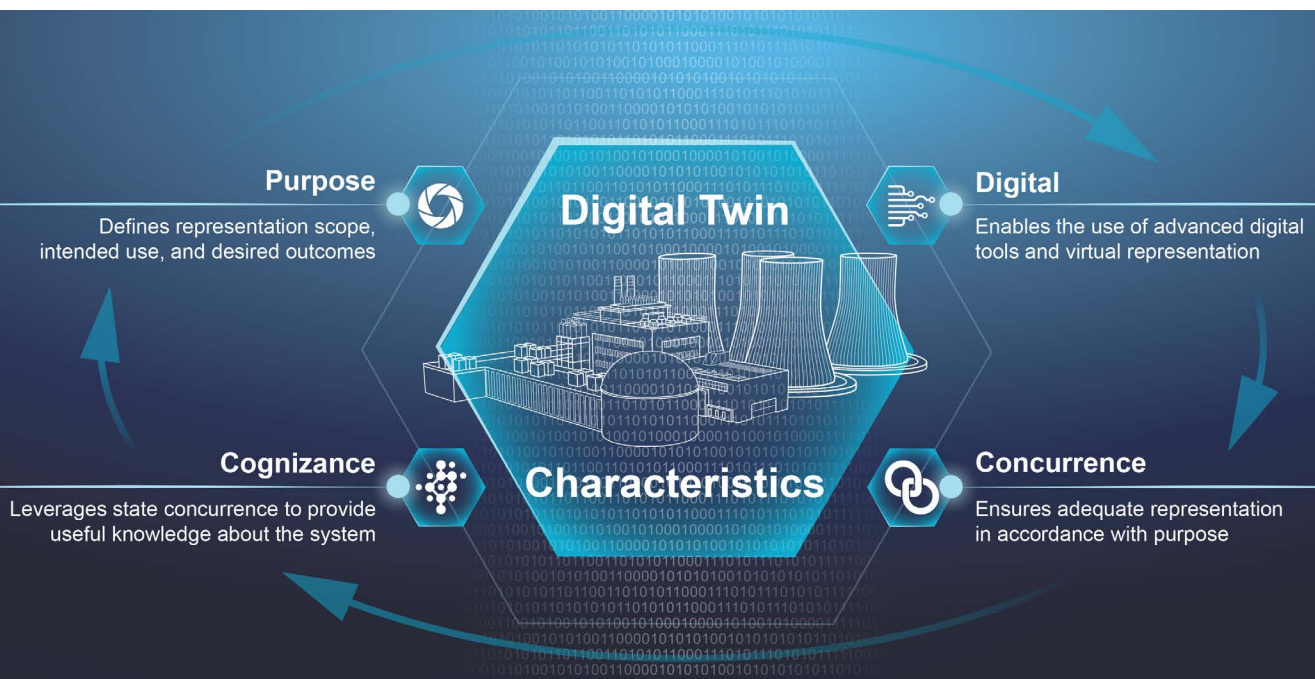 Digital Twin
Characteristics
Purpose
Defines representation scope,
intended use, and desired outcomes
Digital
Enables the use of advanced digital
tools and virtual representation
Concurrence
Ensures adequate representation
in accordance with purpose
Cognizance
Leverages state concurrence to provide
useful knowledge about the system